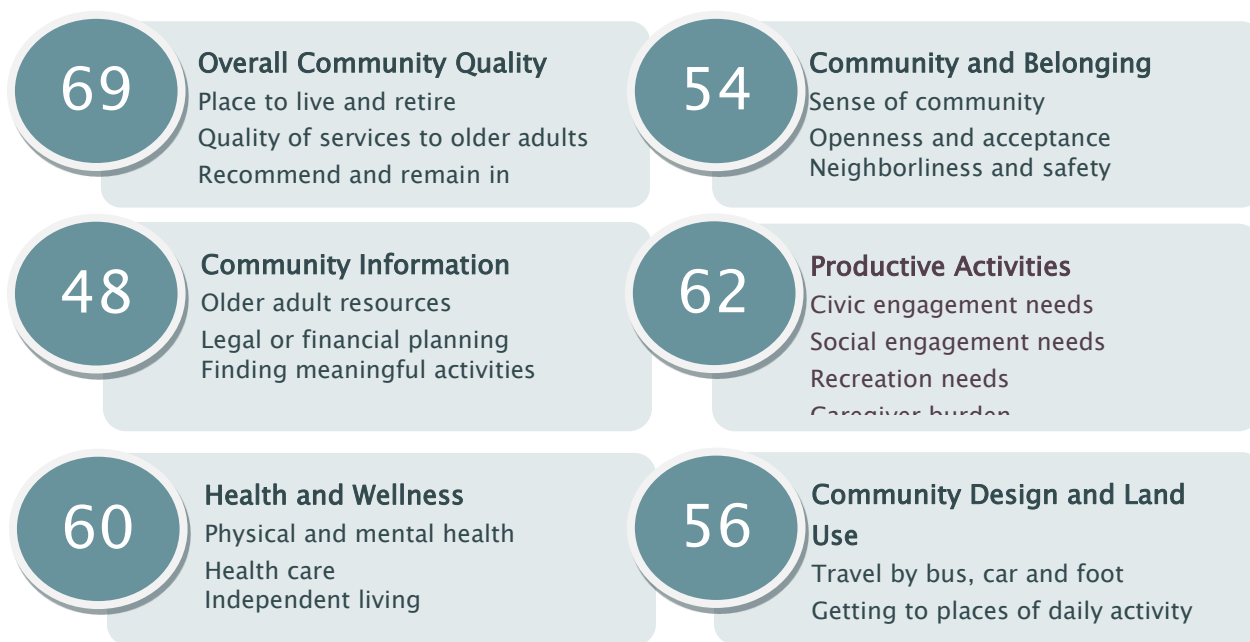 69
Overall Community Quality
Place to live and retire
Quality of services to older adults
Recommend and remain in
54
Community and Belonging
Sense of community
Openness and acceptance
Neighborliness and safety
48
Community Information
Older adult resources
Legal or financial planning
Finding meaningful activities
62
Productive Activities
Civic engagement needs
Social engagement needs
Recreation needs
Caregiver burden
60
Health and Wellness
Physical and mental health
Health care
Independent living
56
Community Design and Land
Use
Travel by bus, car and foot
Getting to places of daily activity